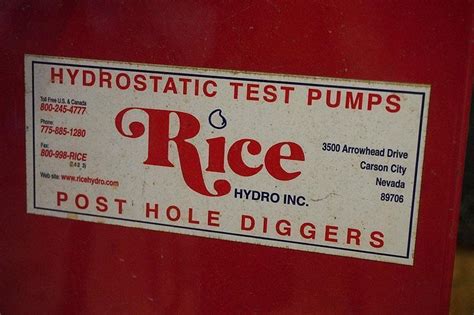 HYDROSTATIC TEST PUMPS
Toll Free U.S. & Canada
800-245-4777
Phone:
775-885-1280
Fax:
800-998-RICE
Web site: www.ricehydro.com
Rice
HYDRO INC.
3500 Arrowhead Drive
Carson City
Nevada
89706
POST HOLE DIGGERS